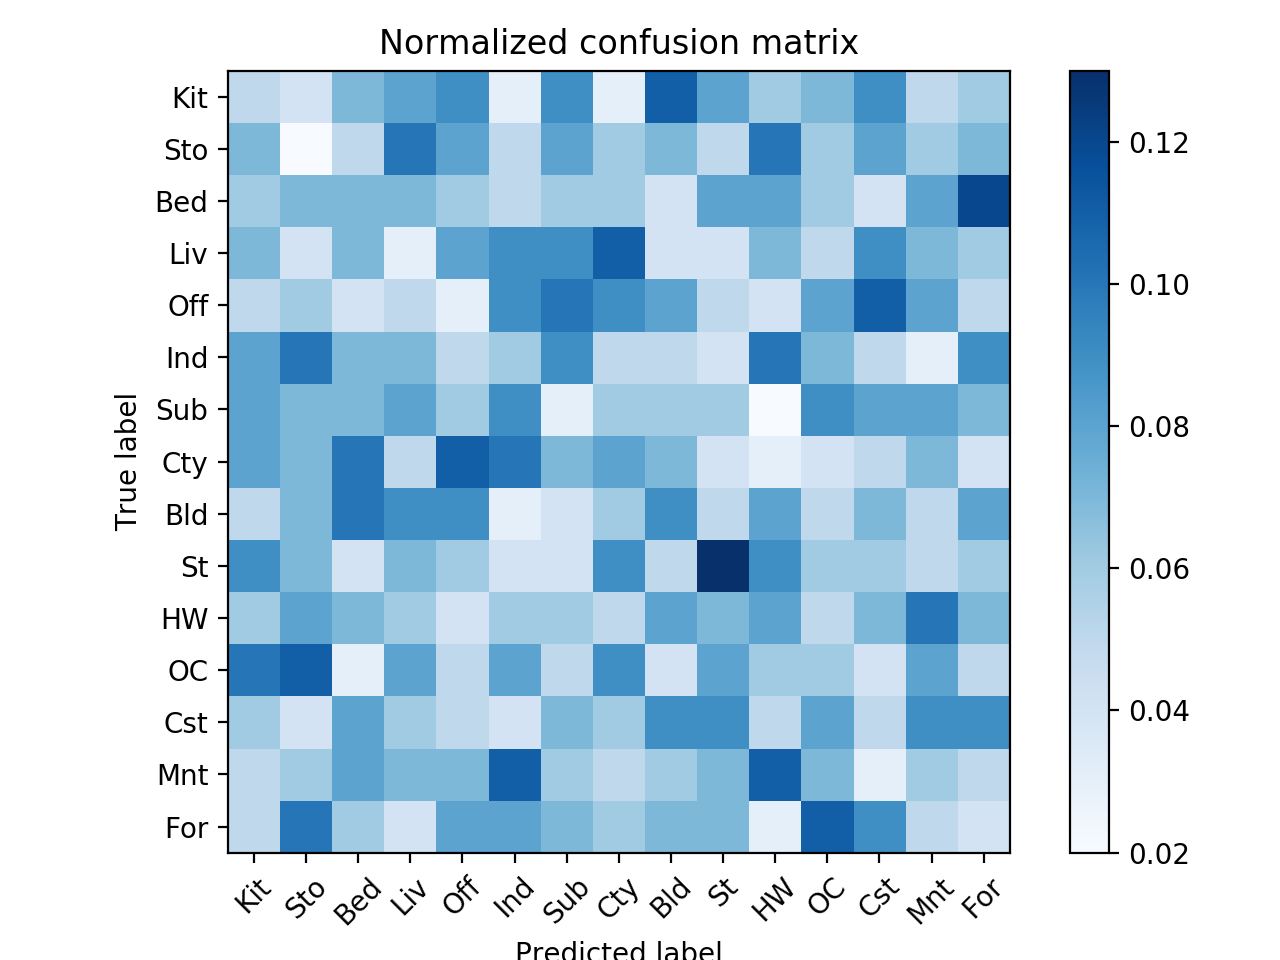 Normalized confusion matrix
Kit
Sto
Bed
Liv
Off
Ind
Sub
Cty
Bld
St
HW
OC
Cst
Mnt
For
True label
Kit Sto Bed Liv Off Ind Sub Cty Bld St HW OC Cst Mnt For
Predicted label
0.12
0.10
0.08
0.06
0.04
0.02